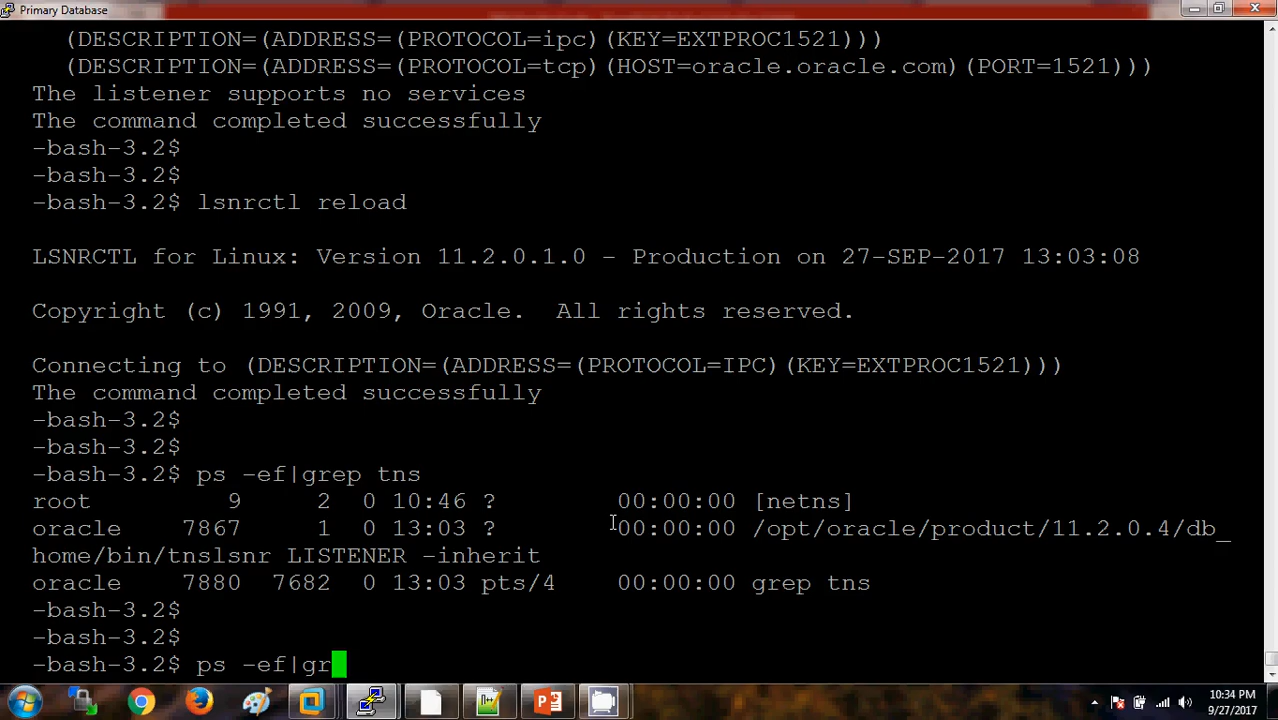 Primary Database
(DESCRIPTION=(ADDRESS=(PROTOCOL=ipc)(KEY=EXTPROC1521)))
(DESCRIPTION=(ADDRESS=(PROTOCOL=tcp)(HOST=oracle.oracle.com)(PORT=1521)))
The listener supports no services
The command completed successfully
-bash-3.2$
-bash-3.2$
-bash-3.2$ lsnrctl reload
LSNRCTL for Linux: Version 11.2.0.1.0 - Production on 27-SEP-2017 13:03:08
Copyright (c) 1991, 2009, Oracle.  All rights reserved.
Connecting to (DESCRIPTION=(ADDRESS=(PROTOCOL=IPC)(KEY=EXTPROC1521)))
The command completed successfully
-bash-3.2$
-bash-3.2$
-bash-3.2$ ps -ef|grep tns
root         9     2  0 10:46 ?        00:00:00 [netns]
oracle    7867     1  0 13:03 ?        00:00:00 /opt/oracle/product/11.2.0.4/db_
home/bin/tnslsnr LISTENER -inherit
oracle    7880  7682  0 13:03 pts/4    00:00:00 grep tns
-bash-3.2$
-bash-3.2$
-bash-3.2$ ps -ef|gr
10:34 PM
9/27/2017